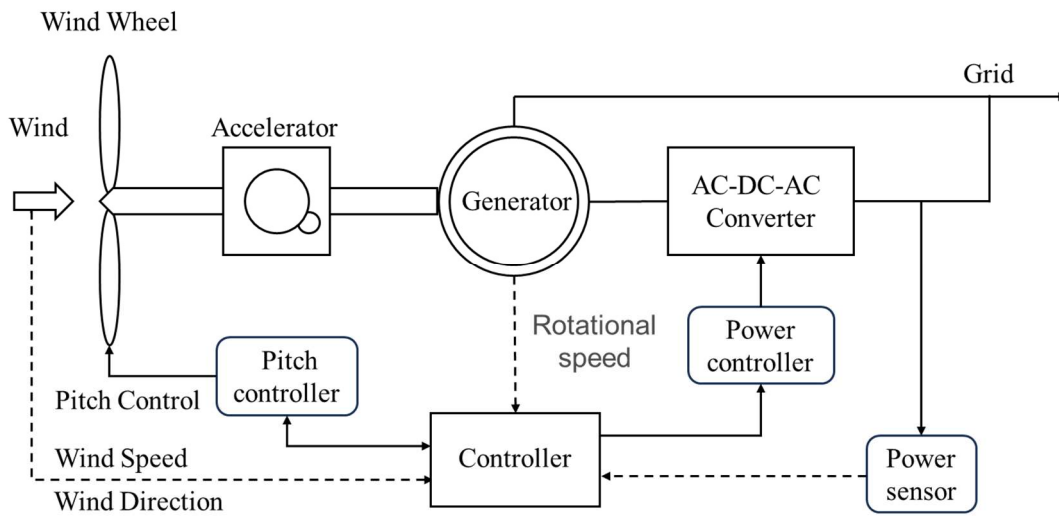 Wind Wheel
Grid
Wind
Accelerator
Generator
AC-DC-AC
Converter
Rotational
speed
Power
controller
Pitch
controller
Pitch Control
Wind Speed
Controller
Power
sensor
Wind Direction